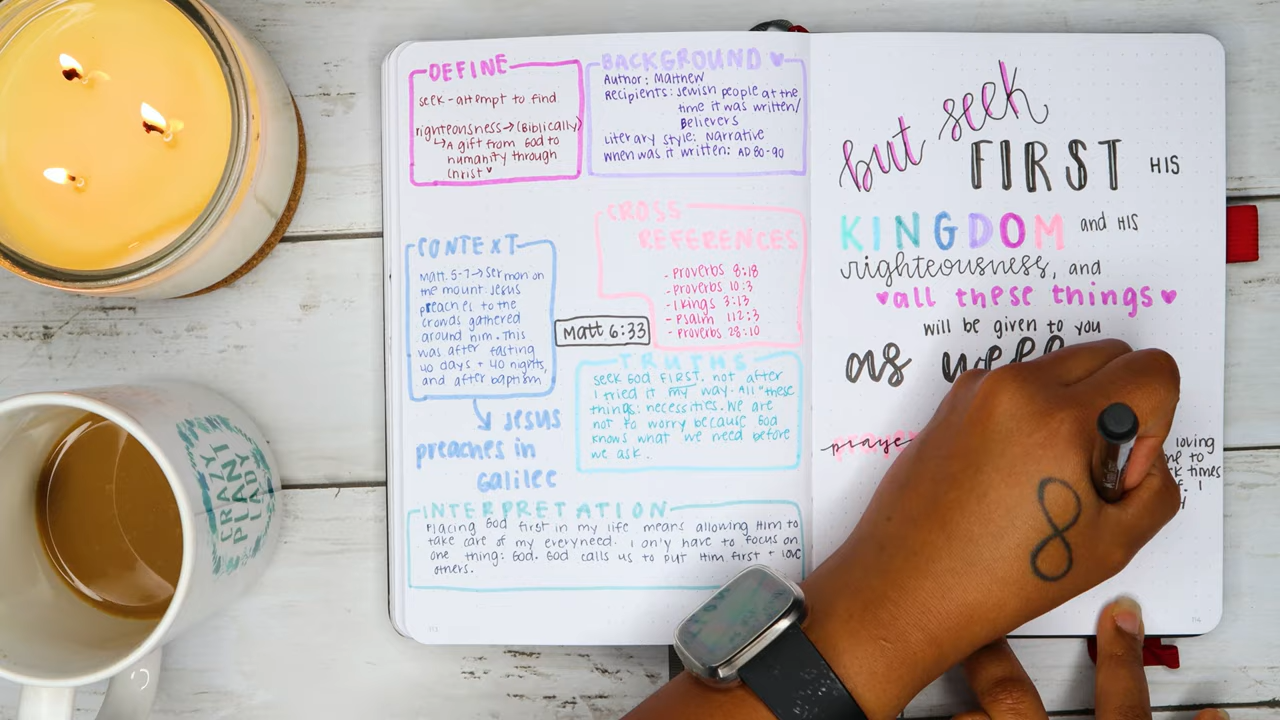 DEFINE
seek - attempt to find
righteousness → (Biblically)
↳ A gift from God to
humanity through
Christ ♥
BACKGROUND ♥
Author: Matthew
Recipients: Jewish people at the
time it was written/
Believers
Literary style: Narrative
When was it written: AD 80-90
CONTEXT
Matt. 5-7 → Sermon on
the mount. Jesus
preaches to the
crowds gathered
around him. This
was after fasting
40 days + 40 nights,
and after baptism
JESUS
preaches in
Galilee
CROSS
REFERENCES
- Proverbs 8:18
- Proverbs 10:3
- 1 Kings 3:13
- Psalm 112:3
- Proverbs 28:10
Matt 6:33
TRUTHS
Seek God FIRST. not after
I tried it my way. All "these
things: necessities. We are
not to worry because God
knows what we need before
we ask.
INTERPRETATION
Placing God first in my life means allowing Him to
take care of my every need. I only have to focus on
one thing: God. God calls us to put Him first + love
others.
113
but seek
FIRST HIS
KINGDOM and HIS
righteousness, and
♥all these things♥
will be given to you
as well
prayer
loving
to
times
I
114
CRAZY
PLANT
LADY